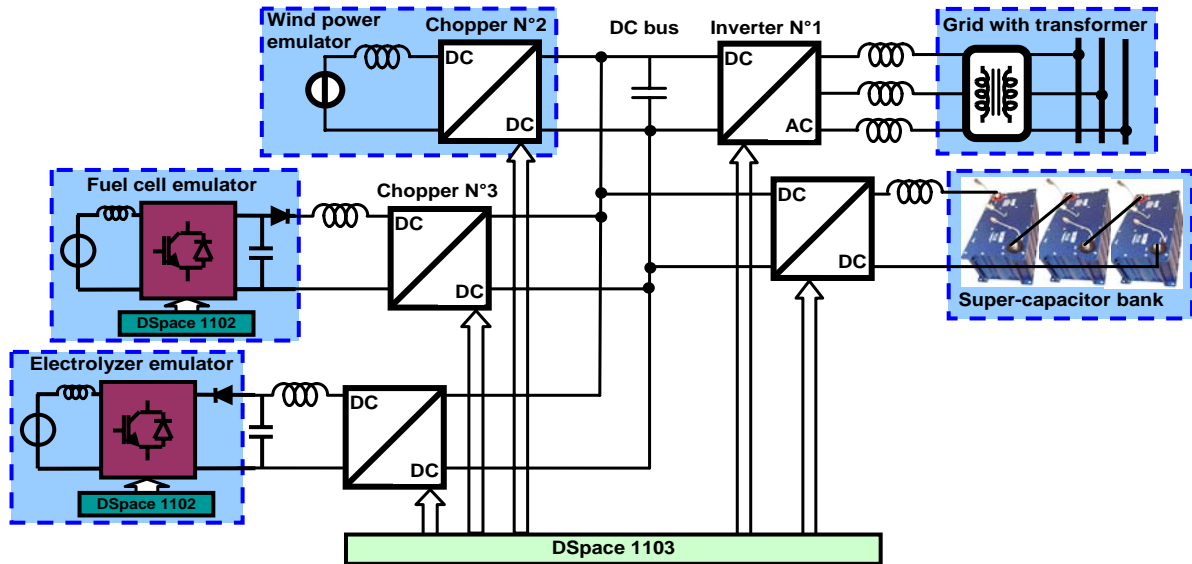 Wind power
emulator
Chopper N°2
DC bus
Inverter N°1
Grid with transformer
DC
DC
DC
AC
Fuel cell emulator
Chopper N°3
DC
DC
DC
DC
DSpace 1102
Super-capacitor bank
Electrolyzer emulator
DC
DC
DSpace 1102
DSpace 1103